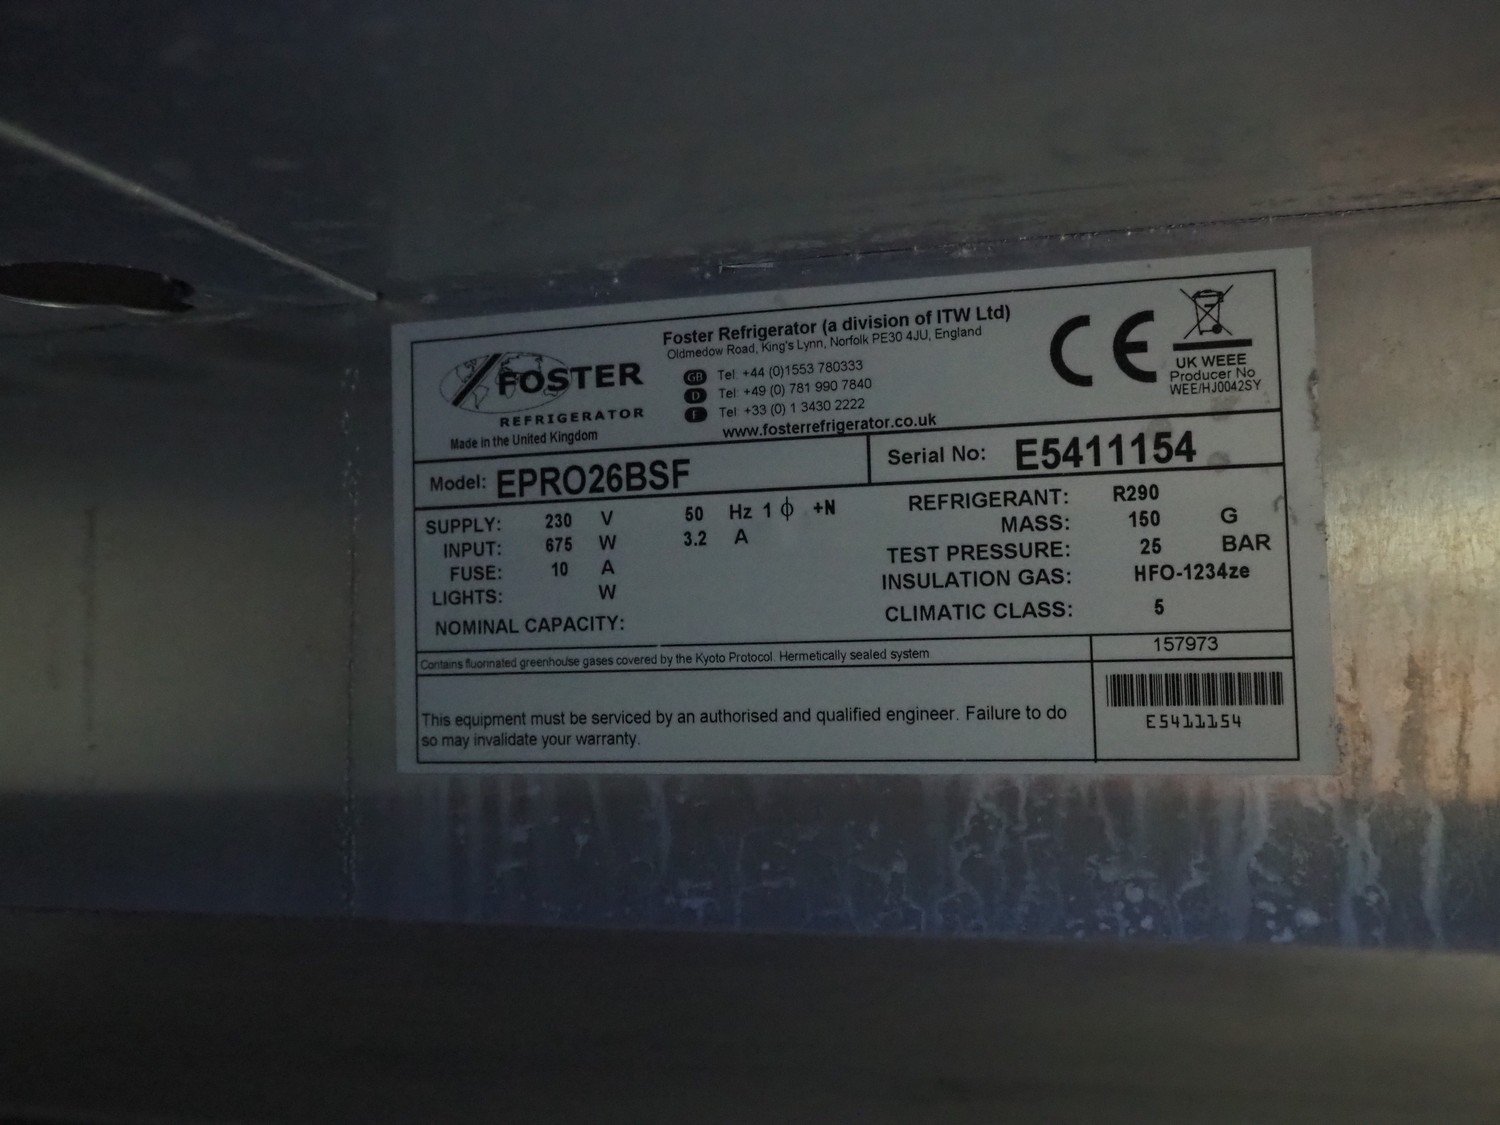 FOSTER
REFRIGERATOR
Made in the United Kingdom
Foster Refrigerator (a division of ITW Ltd)
Oldmedow Road, King's Lynn, Norfolk PE30 4JU, England
GB Tel: +44 (0)1553 780333
D Tel: +49 (0) 781 990 7840
F Tel: +33 (0) 1 3430 2222
www.fosterrefrigerator.co.uk
CE
UK WEEE
Producer No
WEE/HJ0042SY
Model: EPRO26BSF
Serial No: E5411154
SUPPLY: 230 V 50 Hz 1 ϕ +N
INPUT: 675 W 3.2 A
FUSE: 10 A
LIGHTS: W
NOMINAL CAPACITY:
REFRIGERANT: R290
MASS: 150 G
TEST PRESSURE: 25 BAR
INSULATION GAS: HFO-1234ze
CLIMATIC CLASS: 5
Contains fluorinated greenhouse gases covered by the Kyoto Protocol. Hermetically sealed system
157973
This equipment must be serviced by an authorised and qualified engineer. Failure to do
so may invalidate your warranty.
E5411154